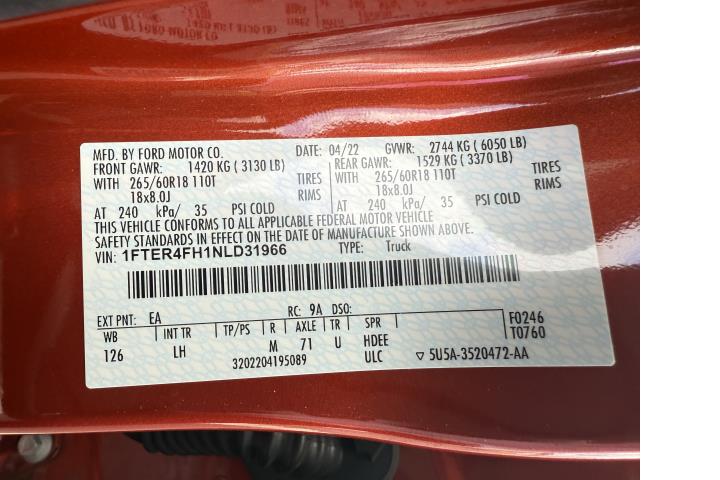 MFD. BY FORD MOTOR CO. DATE: 04/22 GVWR: 2744 KG ( 6050 LB)
FRONT GAWR: 1420 KG ( 3130 LB) REAR GAWR: 1529 KG ( 3370 LB)
WITH 265/60R18 110T TIRES WITH 265/60R18 110T TIRES
18x8.0J RIMS 18x8.0J RIMS
AT 240 kPa/ 35 PSI COLD AT 240 kPa/ 35 PSI COLD
THIS VEHICLE CONFORMS TO ALL APPLICABLE FEDERAL MOTOR VEHICLE
SAFETY STANDARDS IN EFFECT ON THE DATE OF MANUFACTURE SHOWN ABOVE.
VIN: 1FTER4FH1NLD31966 TYPE: Truck
EXT PNT: EA RC: 9A DSO: F0246
WB INT TR TP/PS R AXLE TR SPR T0760
126 LH M 71 U HDEE
3202204195089 ULC ▽ 5U5A-3520472-AA